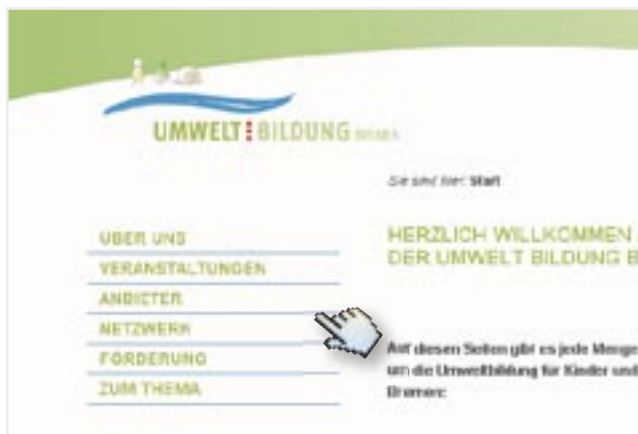 UMWELT BILDUNG BREMEN
Sie sind hier: Start
ÜBER UNS
VERANSTALTUNGEN
ANBIETER
NETZWERK
FÖRDERUNG
ZUM THEMA
HERZLICH WILLKOMMEN
DER UMWELT BILDUNG B
Auf diesen Seiten gibt es jede Menge
um die Umweltbildung für Kinder und
Bremen: